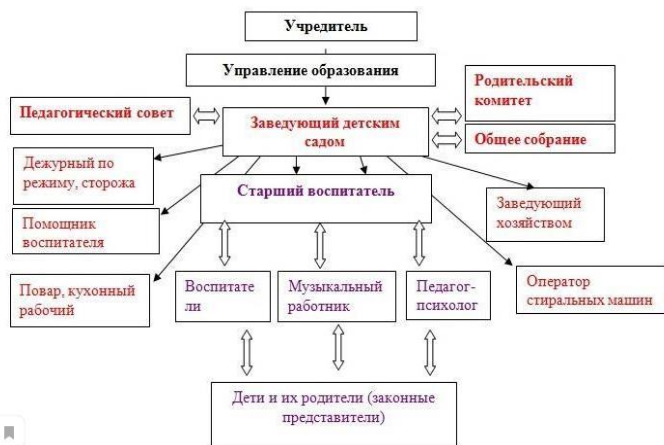 Учредитель
Управление образования
Педагогический совет
Заведующий детским
садом
Родительский
комитет
Общее собрание
Дежурный по
режиму, сторожа
Старший воспитатель
Заведующий
хозяйством
Помощник
воспитателя
Повар, кухонный
рабочий
Воспитате
ли
Музыкальный
работник
Педагог-
психолог
Оператор
стиральных машин
Дети и их родители (законные
представители)